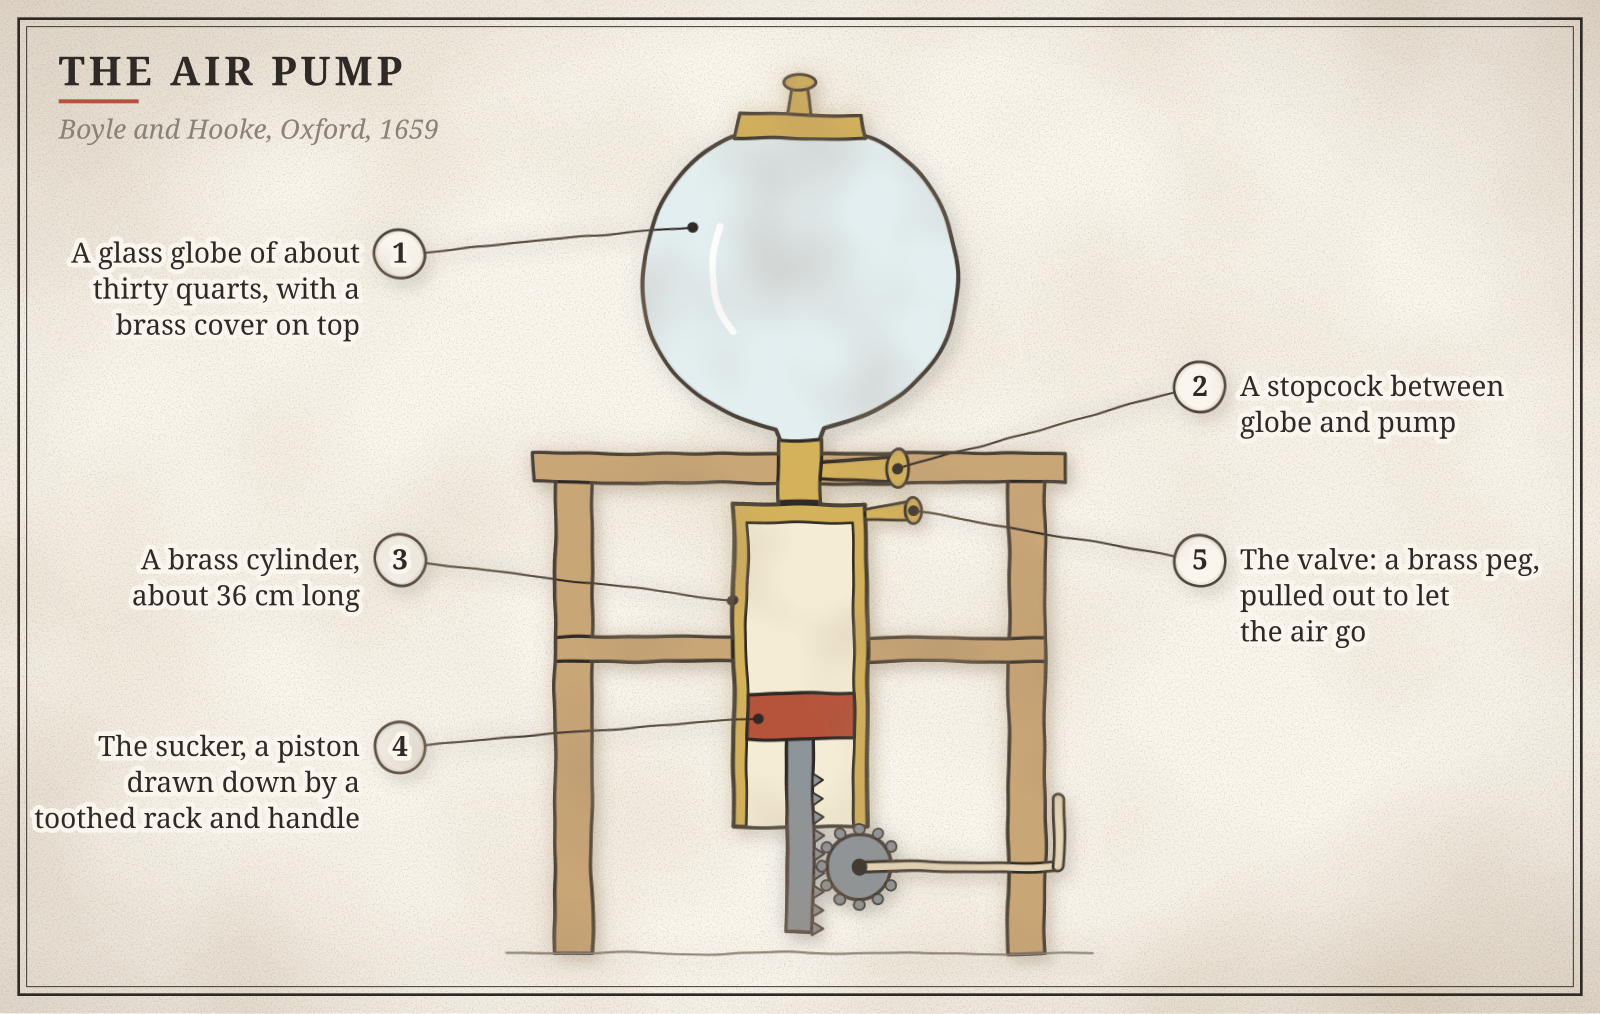 THE AIR PUMP
Boyle and Hooke, Oxford, 1659
1
A glass globe of about
thirty quarts, with a
brass cover on top
2
A stopcock between
globe and pump
3
A brass cylinder,
about 36 cm long
4
The sucker, a piston
drawn down by a
toothed rack and handle
5
The valve: a brass peg,
pulled out to let
the air go